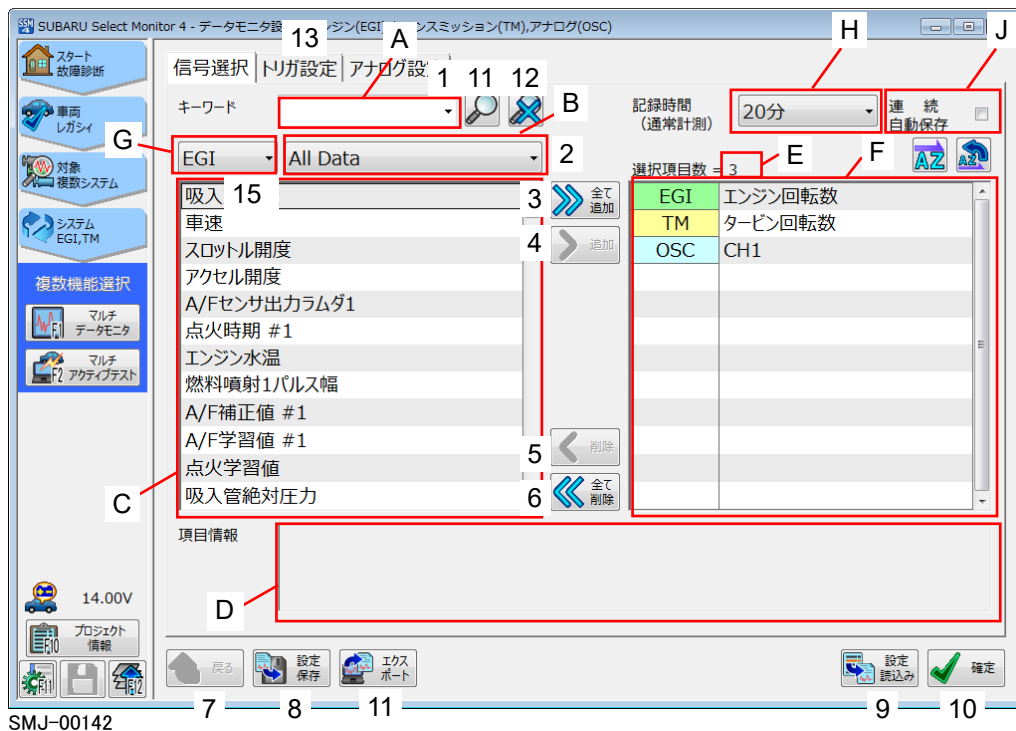 SUBARU Select Monitor 4 - データモニタ設
ジン(EGI)
ンスミッション(TM),アナログ(OSC)
13
A
H
J
スタート
故障診断
信号選択
トリガ設定
アナログ設
車両
レガシィ
キーワード
1
11
12
B
記録時間
(通常計測)
20分
連 続
自動保存
G
EGI
All Data
2
E
F
AZ
AZ
対象
複数システム
選択項目数 = 3
15
吸入
車速
スロットル開度
アクセル開度
A/Fセンサ出力ラムダ1
点火時期 #1
エンジン水温
燃料噴射1パルス幅
A/F補正値 #1
A/F学習値 #1
点火学習値
吸入管絶対圧力
3
全て
追加
4
追加
5
削除
6
全て
削除
EGI エンジン回転数
TM タービン回転数
OSC CH1
システム
EGI,TM
複数機能選択
F1
マルチ
データモニタ
F2
マルチ
アクティブテスト
C
項目情報
D
14.00V
F10
プロジェクト
情報
F11
F12
戻る
設定
保存
エクス
ポート
設定
読込み
確定
7
8
11
9
10
SMJ-00142